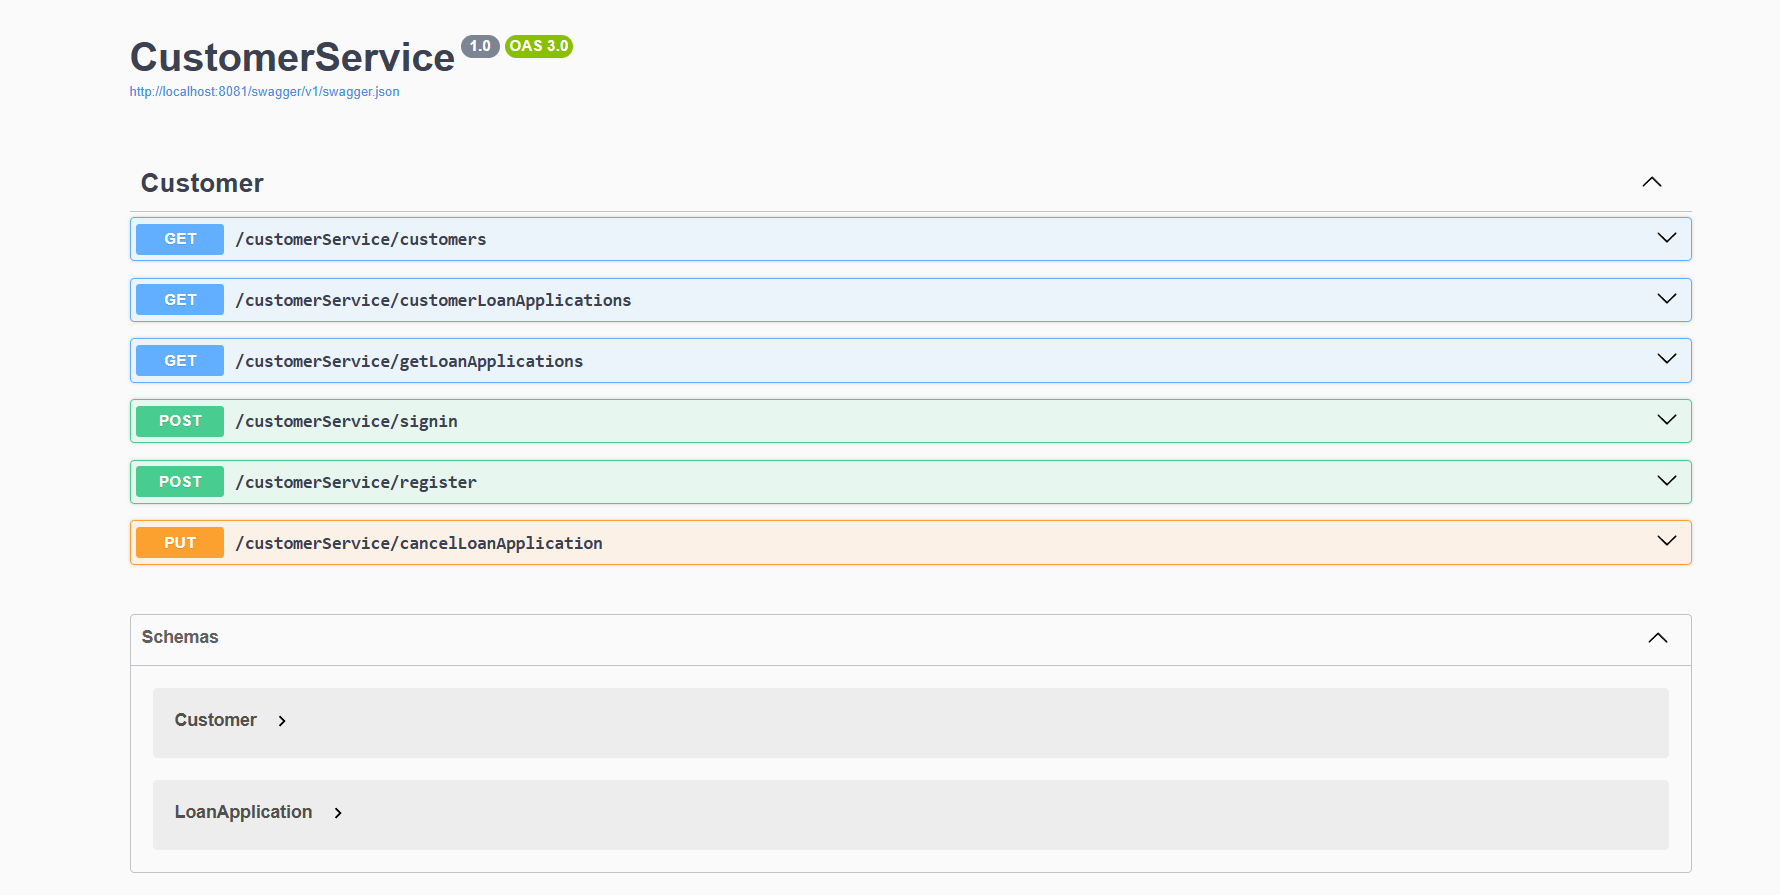 CustomerService 1.0 OAS 3.0
http://localhost:8081/swagger/v1/swagger.json
Customer
GET /customerService/customers
GET /customerService/customerLoanApplications
GET /customerService/getLoanApplications
POST /customerService/signin
POST /customerService/register
PUT /customerService/cancelLoanApplication
Schemas
Customer
LoanApplication